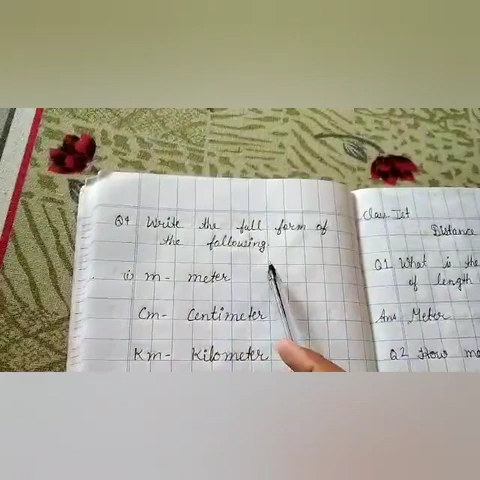 Q4 Write the full form of
the following.
i) m- meter
Cm- Centimeter
Km- Kilometer
Class Ist
Distance
Q1 What is the
of length
Ans Meter
Q2 How